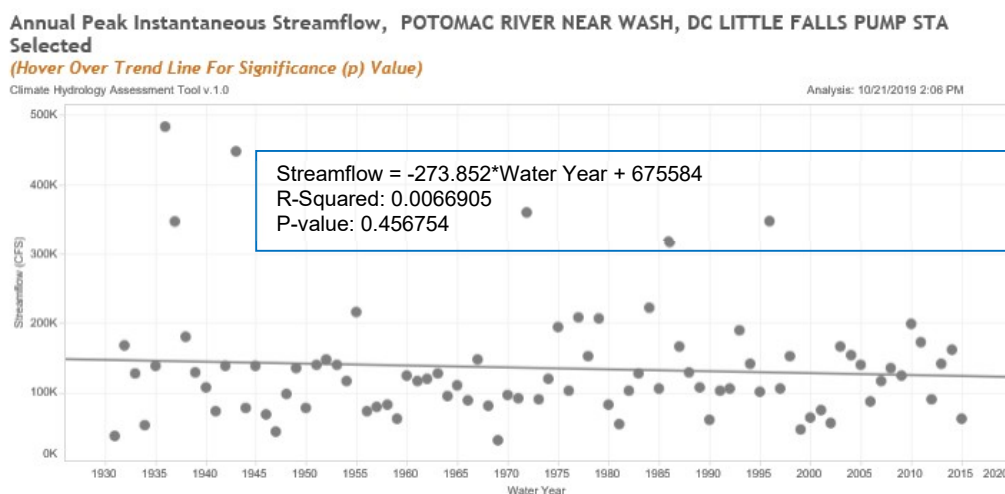 Annual Peak Instantaneous Streamflow, POTOMAC RIVER NEAR WASH, DC LITTLE FALLS PUMP STA
Selected
(Hover Over Trend Line For Significance (p) Value)
Climate Hydrology Assessment Tool v.1.0
Analysis: 10/21/2019 2:06 PM
500K
Streamflow = -273.852*Water Year + 675584
R-Squared: 0.0066905
P-value: 0.456754
400K
300K
200K
100K
0K
Streamflow (CFS)
1930 1935 1940 1945 1950 1955 1960 1965 1970 1975 1980 1985 1990 1995 2000 2005 2010 2015 2020
Water Year